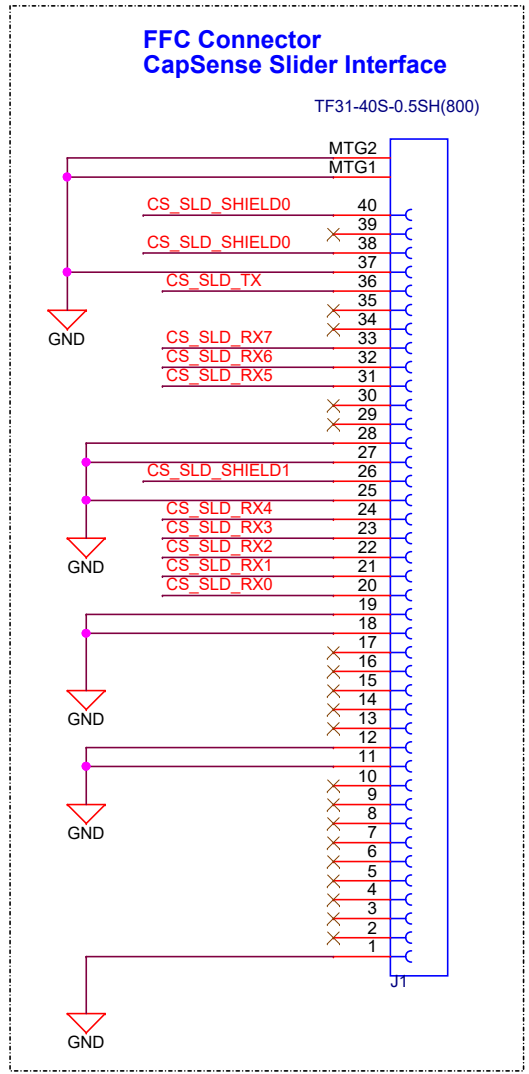 FFC Connector
CapSense Slider Interface
TF31-40S-0.5SH(800)
MTG2
MTG1
CS_SLD_SHIELD0 40
39
CS_SLD_SHIELD0 38
37
CS_SLD_TX 36
35
34
GND
CS_SLD_RX7 33
CS_SLD_RX6 32
CS_SLD_RX5 31
30
29
28
27
CS_SLD_SHIELD1 26
25
CS_SLD_RX4 24
CS_SLD_RX3 23
CS_SLD_RX2 22
GND
CS_SLD_RX1 21
CS_SLD_RX0 20
19
18
17
16
15
14
GND
13
12
11
10
9
8
GND
7
6
5
4
3
2
1
J1
GND